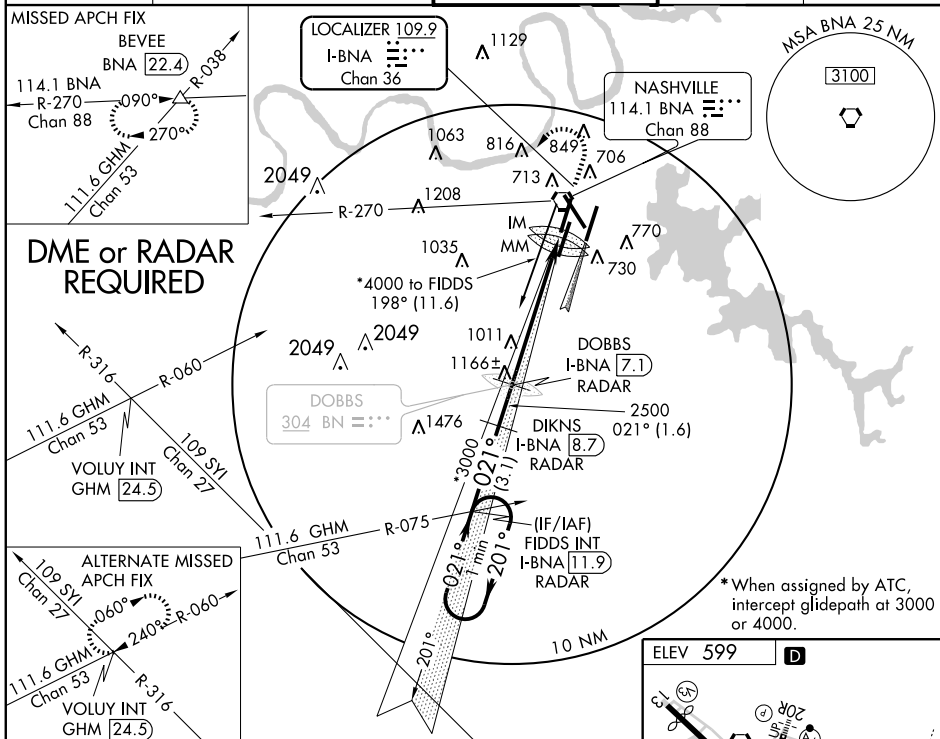 MISSED APCH FIX
BEVEE
BNA 22.4
R-038
114.1 BNA
R-270
Chan 88
090°
270°
111.6 GHM
Chan 53
LOCALIZER 109.9
I-BNA
Chan 36
1129
NASHVILLE
114.1 BNA
Chan 88
MSA BNA 25 NM
3100
1063
816
849
706
713
2049
1208
R-270
IM
MM
770
730
1035
*4000 to FIDDS
198° (11.6)
DME or RADAR
REQUIRED
2049
2049
1011
1166±
DOBBS
I-BNA 7.1
RADAR
R-316
R-060
111.6 GHM
Chan 53
DOBBS
304 BN
1476
2500
021° (1.6)
DIKNS
I-BNA 8.7
RADAR
109 SYI
Chan 27
VOLUY INT
GHM 24.5
*3000
021°
(3.1)
111.6 GHM
Chan 53
R-075
(IF/IAF)
FIDDS INT
I-BNA 11.9
RADAR
021°
1 min
201°
201°
10 NM
*When assigned by ATC,
intercept glidepath at 3000
or 4000.
ALTERNATE MISSED
APCH FIX
109 SYI
Chan 27
060°
240°
R-060
111.6 GHM
Chan 53
R-316
VOLUY INT
GHM 24.5
ELEV 599
D
13
V3
P
20R